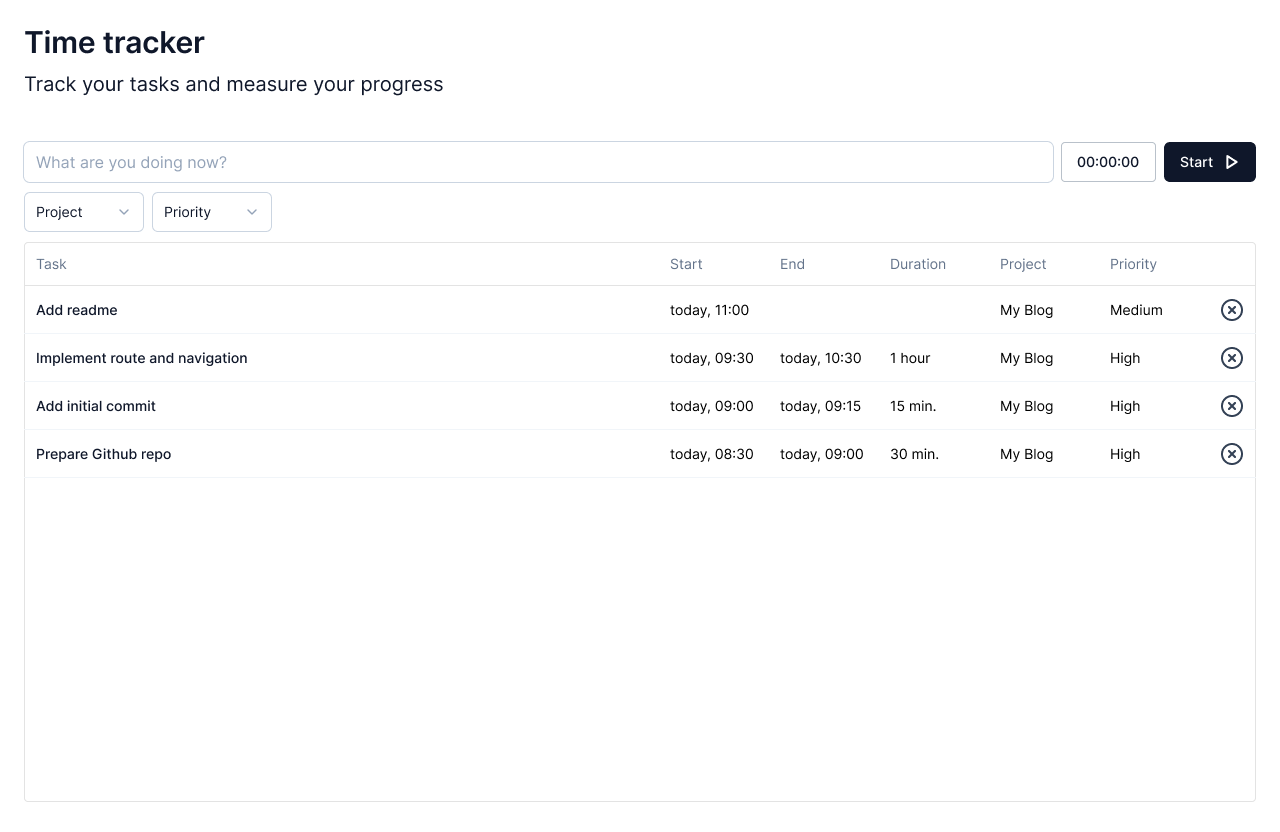 Time tracker
Track your tasks and measure your progress
What are you doing now? 00:00:00 Start
Project Priority
Task Start End Duration Project Priority
Add readme today, 11:00 My Blog Medium
Implement route and navigation today, 09:30 today, 10:30 1 hour My Blog High
Add initial commit today, 09:00 today, 09:15 15 min. My Blog High
Prepare Github repo today, 08:30 today, 09:00 30 min. My Blog High